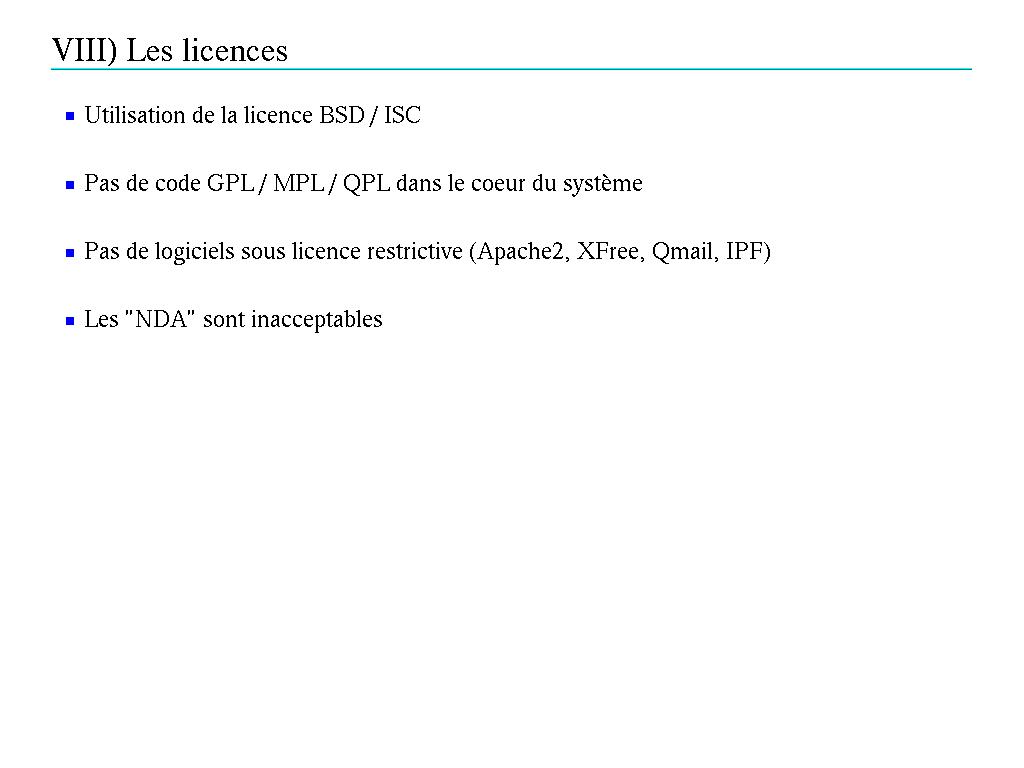 VIII) Les licences
Utilisation de la licence BSD / ISC
Pas de code GPL / MPL / QPL dans le coeur du système
Pas de logiciels sous licence restrictive (Apache2, XFree, Qmail, IPF)
Les "NDA" sont inacceptables